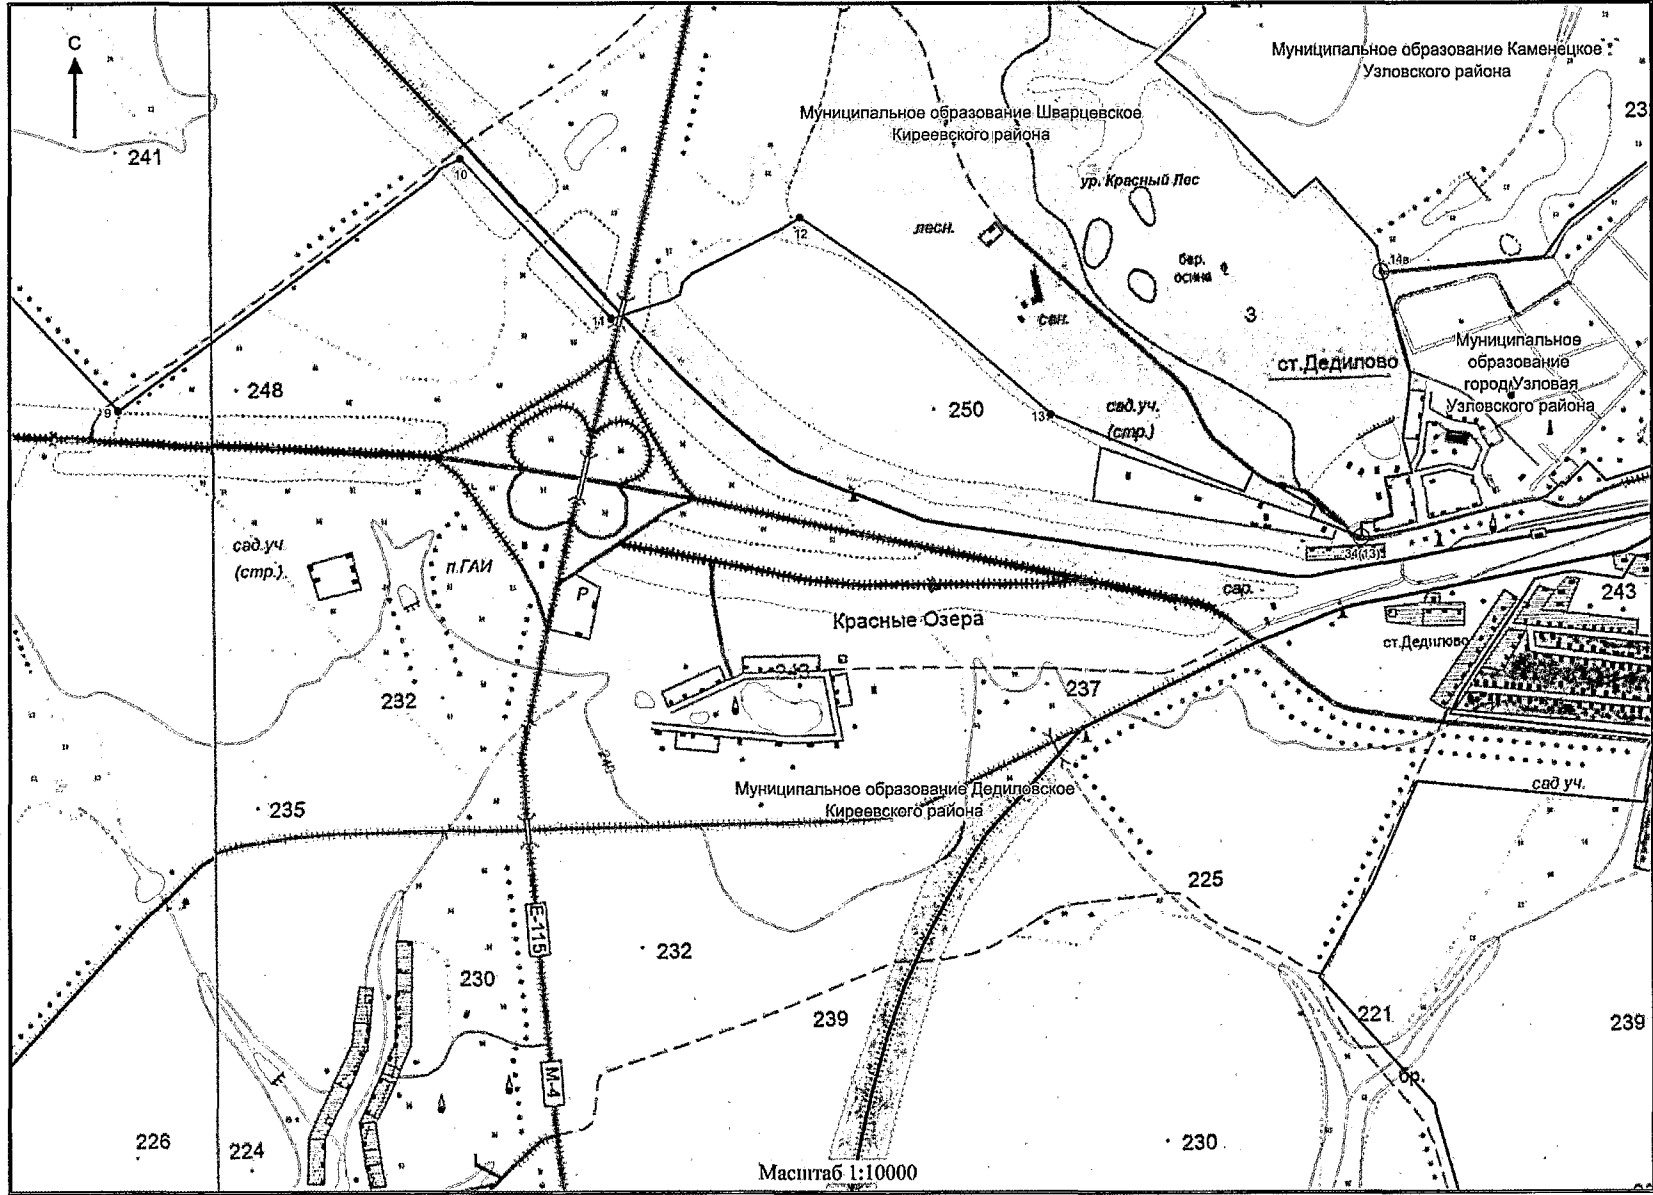 С
Муниципальное образование Каменецкое
Узловского района
Муниципальное образование Шварцевское
Киреевского района
23
241
10
ур. Красный Лес
12
лесн.
бер.
осина
14в
11
сан.
3
Муниципальное
образование
город Узловая
Узловского района
ст.Дедилово
248
9
250
13
сад.уч.
(стр.)
сад.уч
(стр.)
п.ГАИ
34(13)
Р
сар.
243
Красные Озера
ст.Дедилово
232
237
240
Муниципальное образование Дедиловское
Киреевского района
сад уч.
235
225
Е-115
232
230
239
221
239
М-4
бр.
226
224
230
Масштаб 1:10000